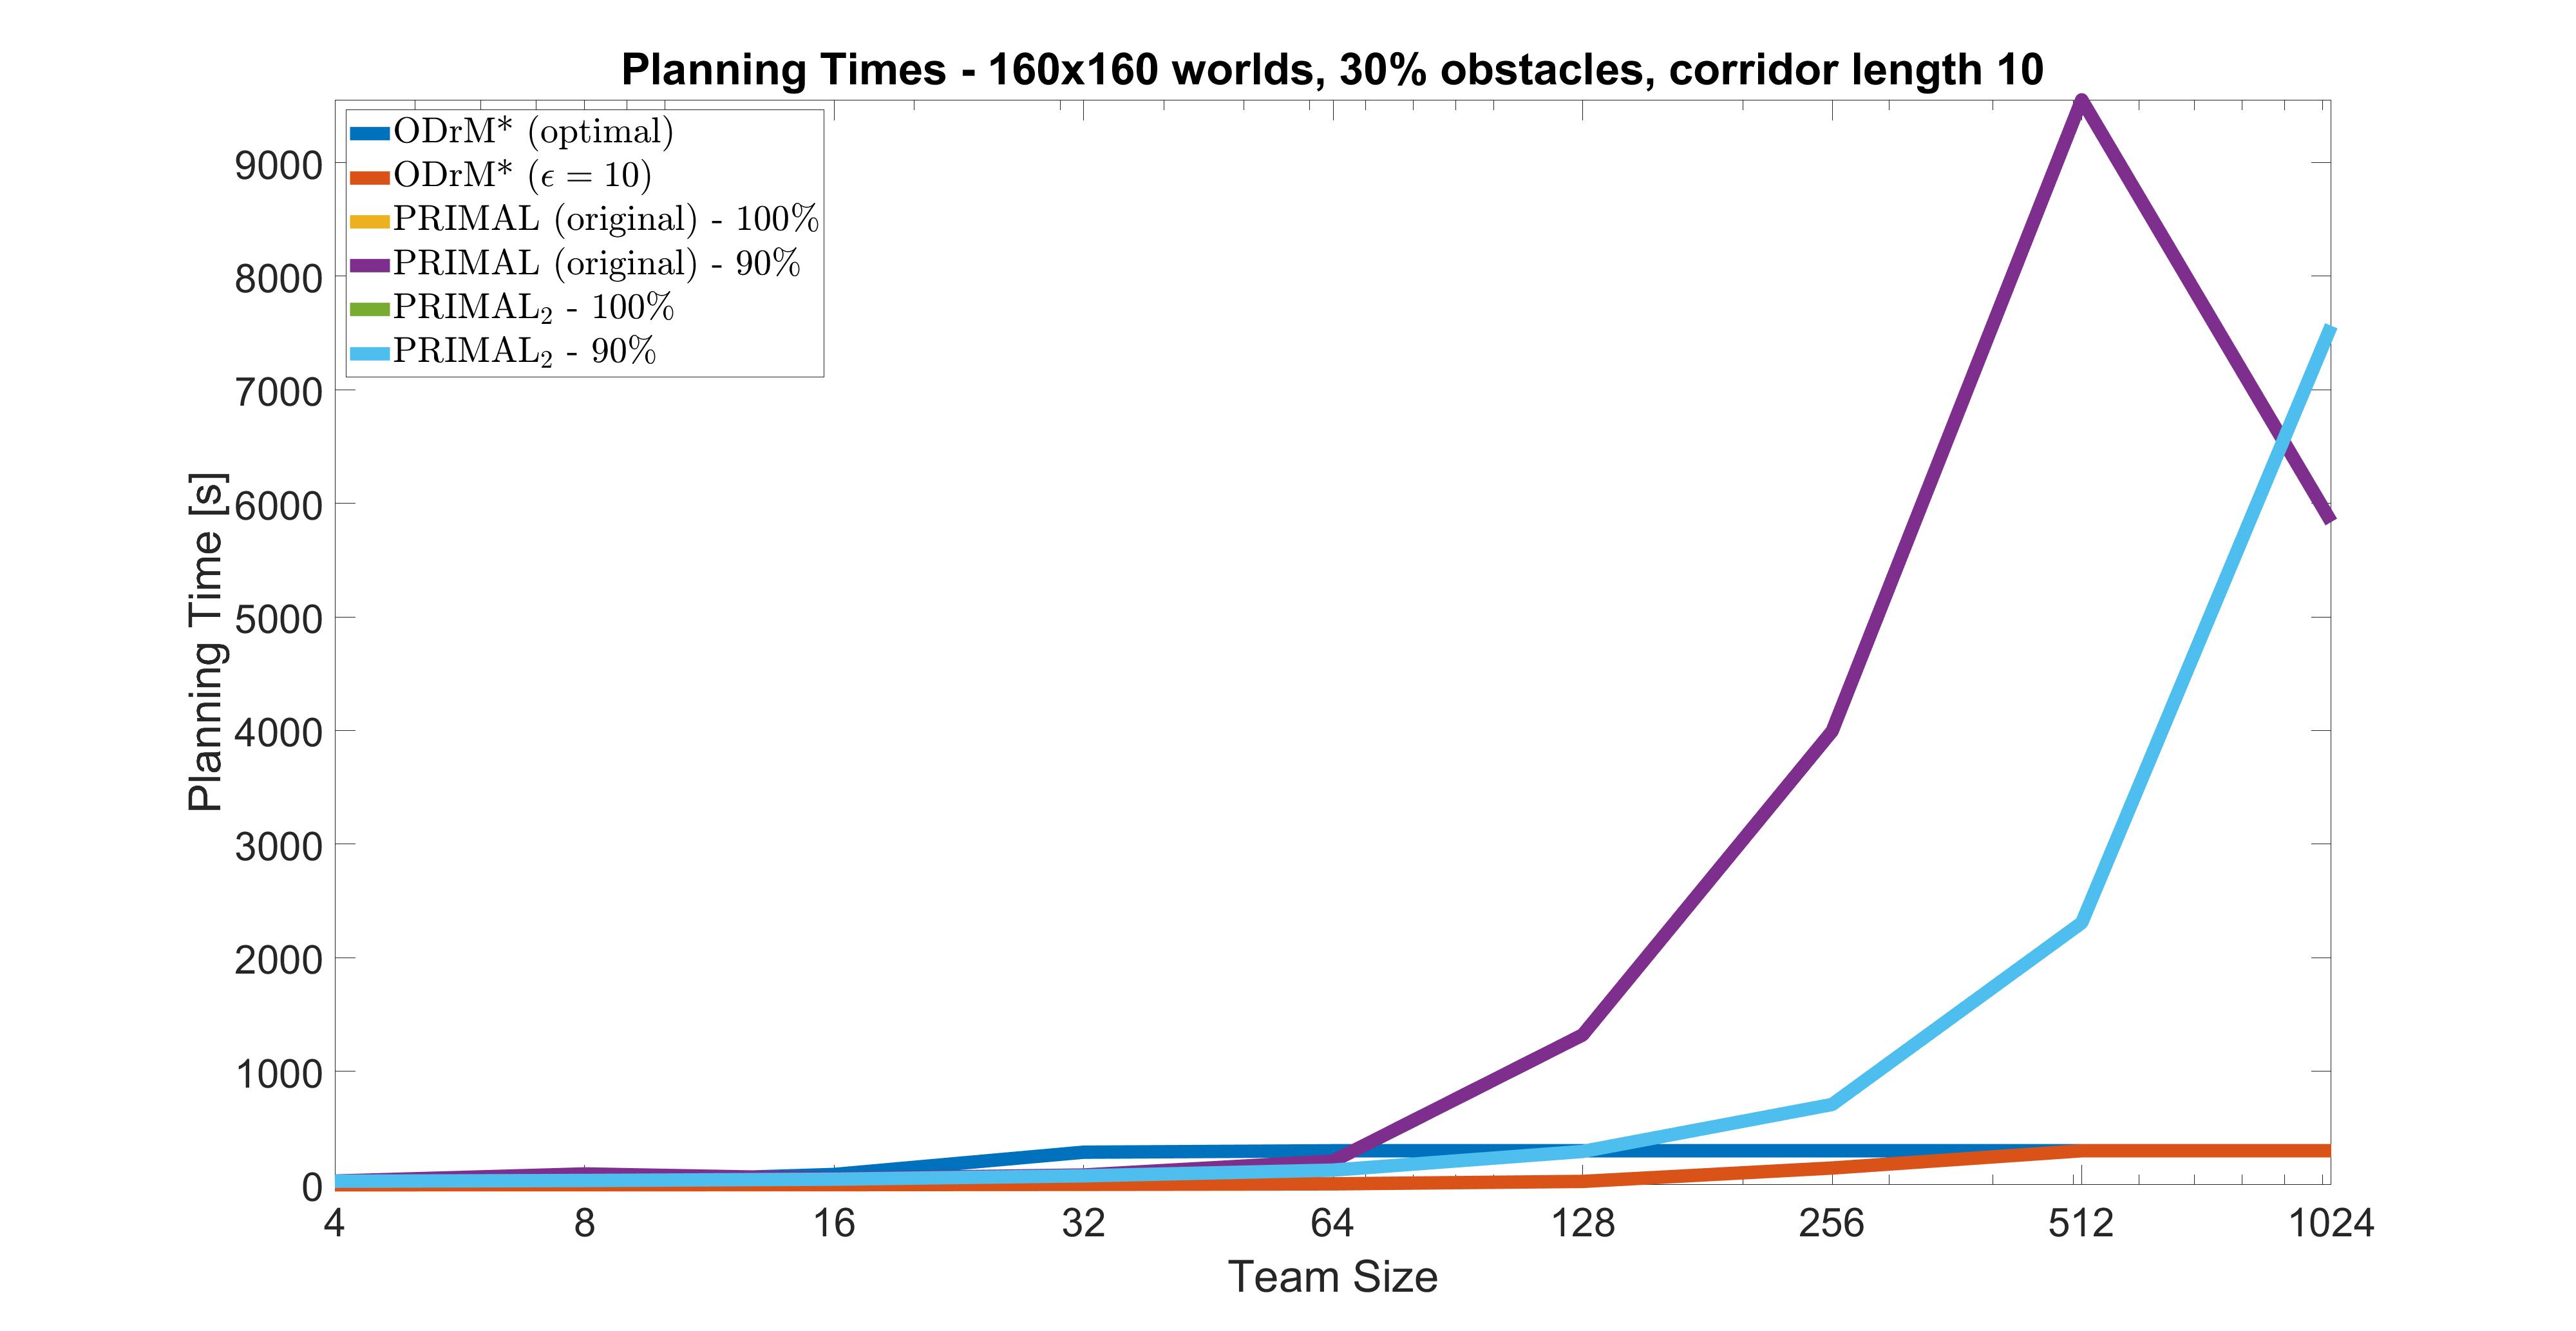 Planning Times - 160x160 worlds, 30% obstacles, corridor length 10
ODrM* (optimal)
ODrM* (ϵ = 10)
PRIMAL (original) - 100%
PRIMAL (original) - 90%
PRIMAL₂ - 100%
PRIMAL₂ - 90%
Planning Time [s]
9000
8000
7000
6000
5000
4000
3000
2000
1000
0
4 8 16 32 64 128 256 512 1024
Team Size